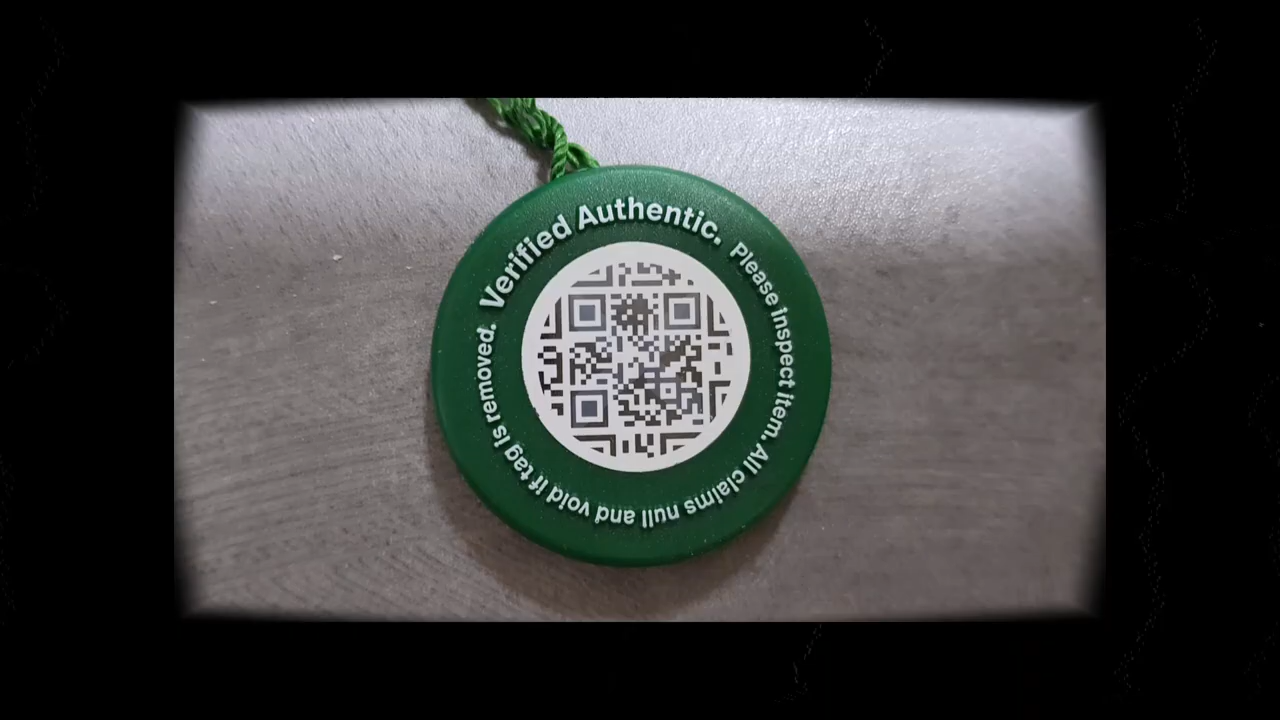 Verified Authentic.
Please inspect item. All claims null and void if tag is removed.